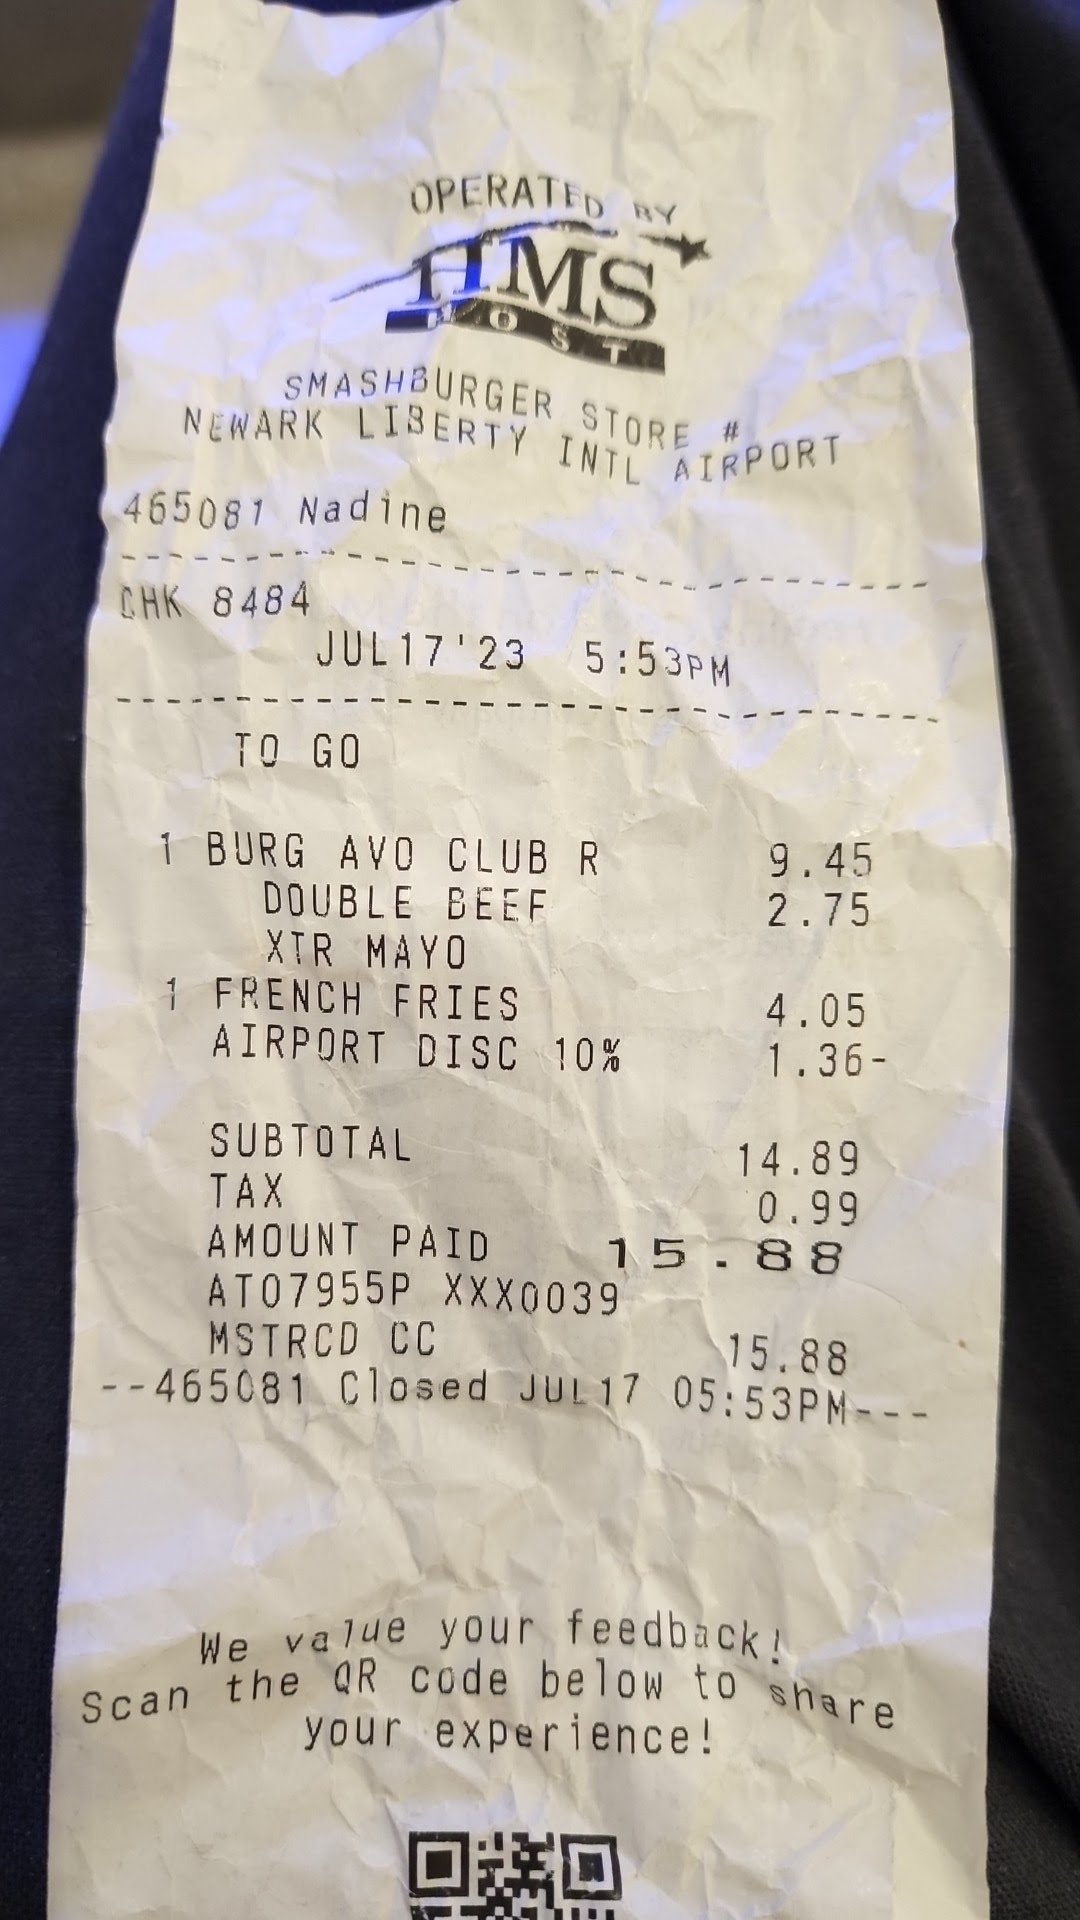 OPERATED BY
HMS
HOST
SMASHBURGER STORE #
NEWARK LIBERTY INTL AIRPORT
465081 Nadine
--------------------------------
CHK 8484
JUL17'23 5:53PM
--------------------------------
TO GO
1 BURG AVO CLUB R 9.45
DOUBLE BEEF 2.75
XTR MAYO
1 FRENCH FRIES 4.05
AIRPORT DISC 10% 1.36-
SUBTOTAL 14.89
TAX 0.99
AMOUNT PAID 15.88
AT07955P XXX0039
MSTRCD CC 15.88
--465081 Closed JUL17 05:53PM---
We value your feedback!
Scan the QR code below to share
your experience!